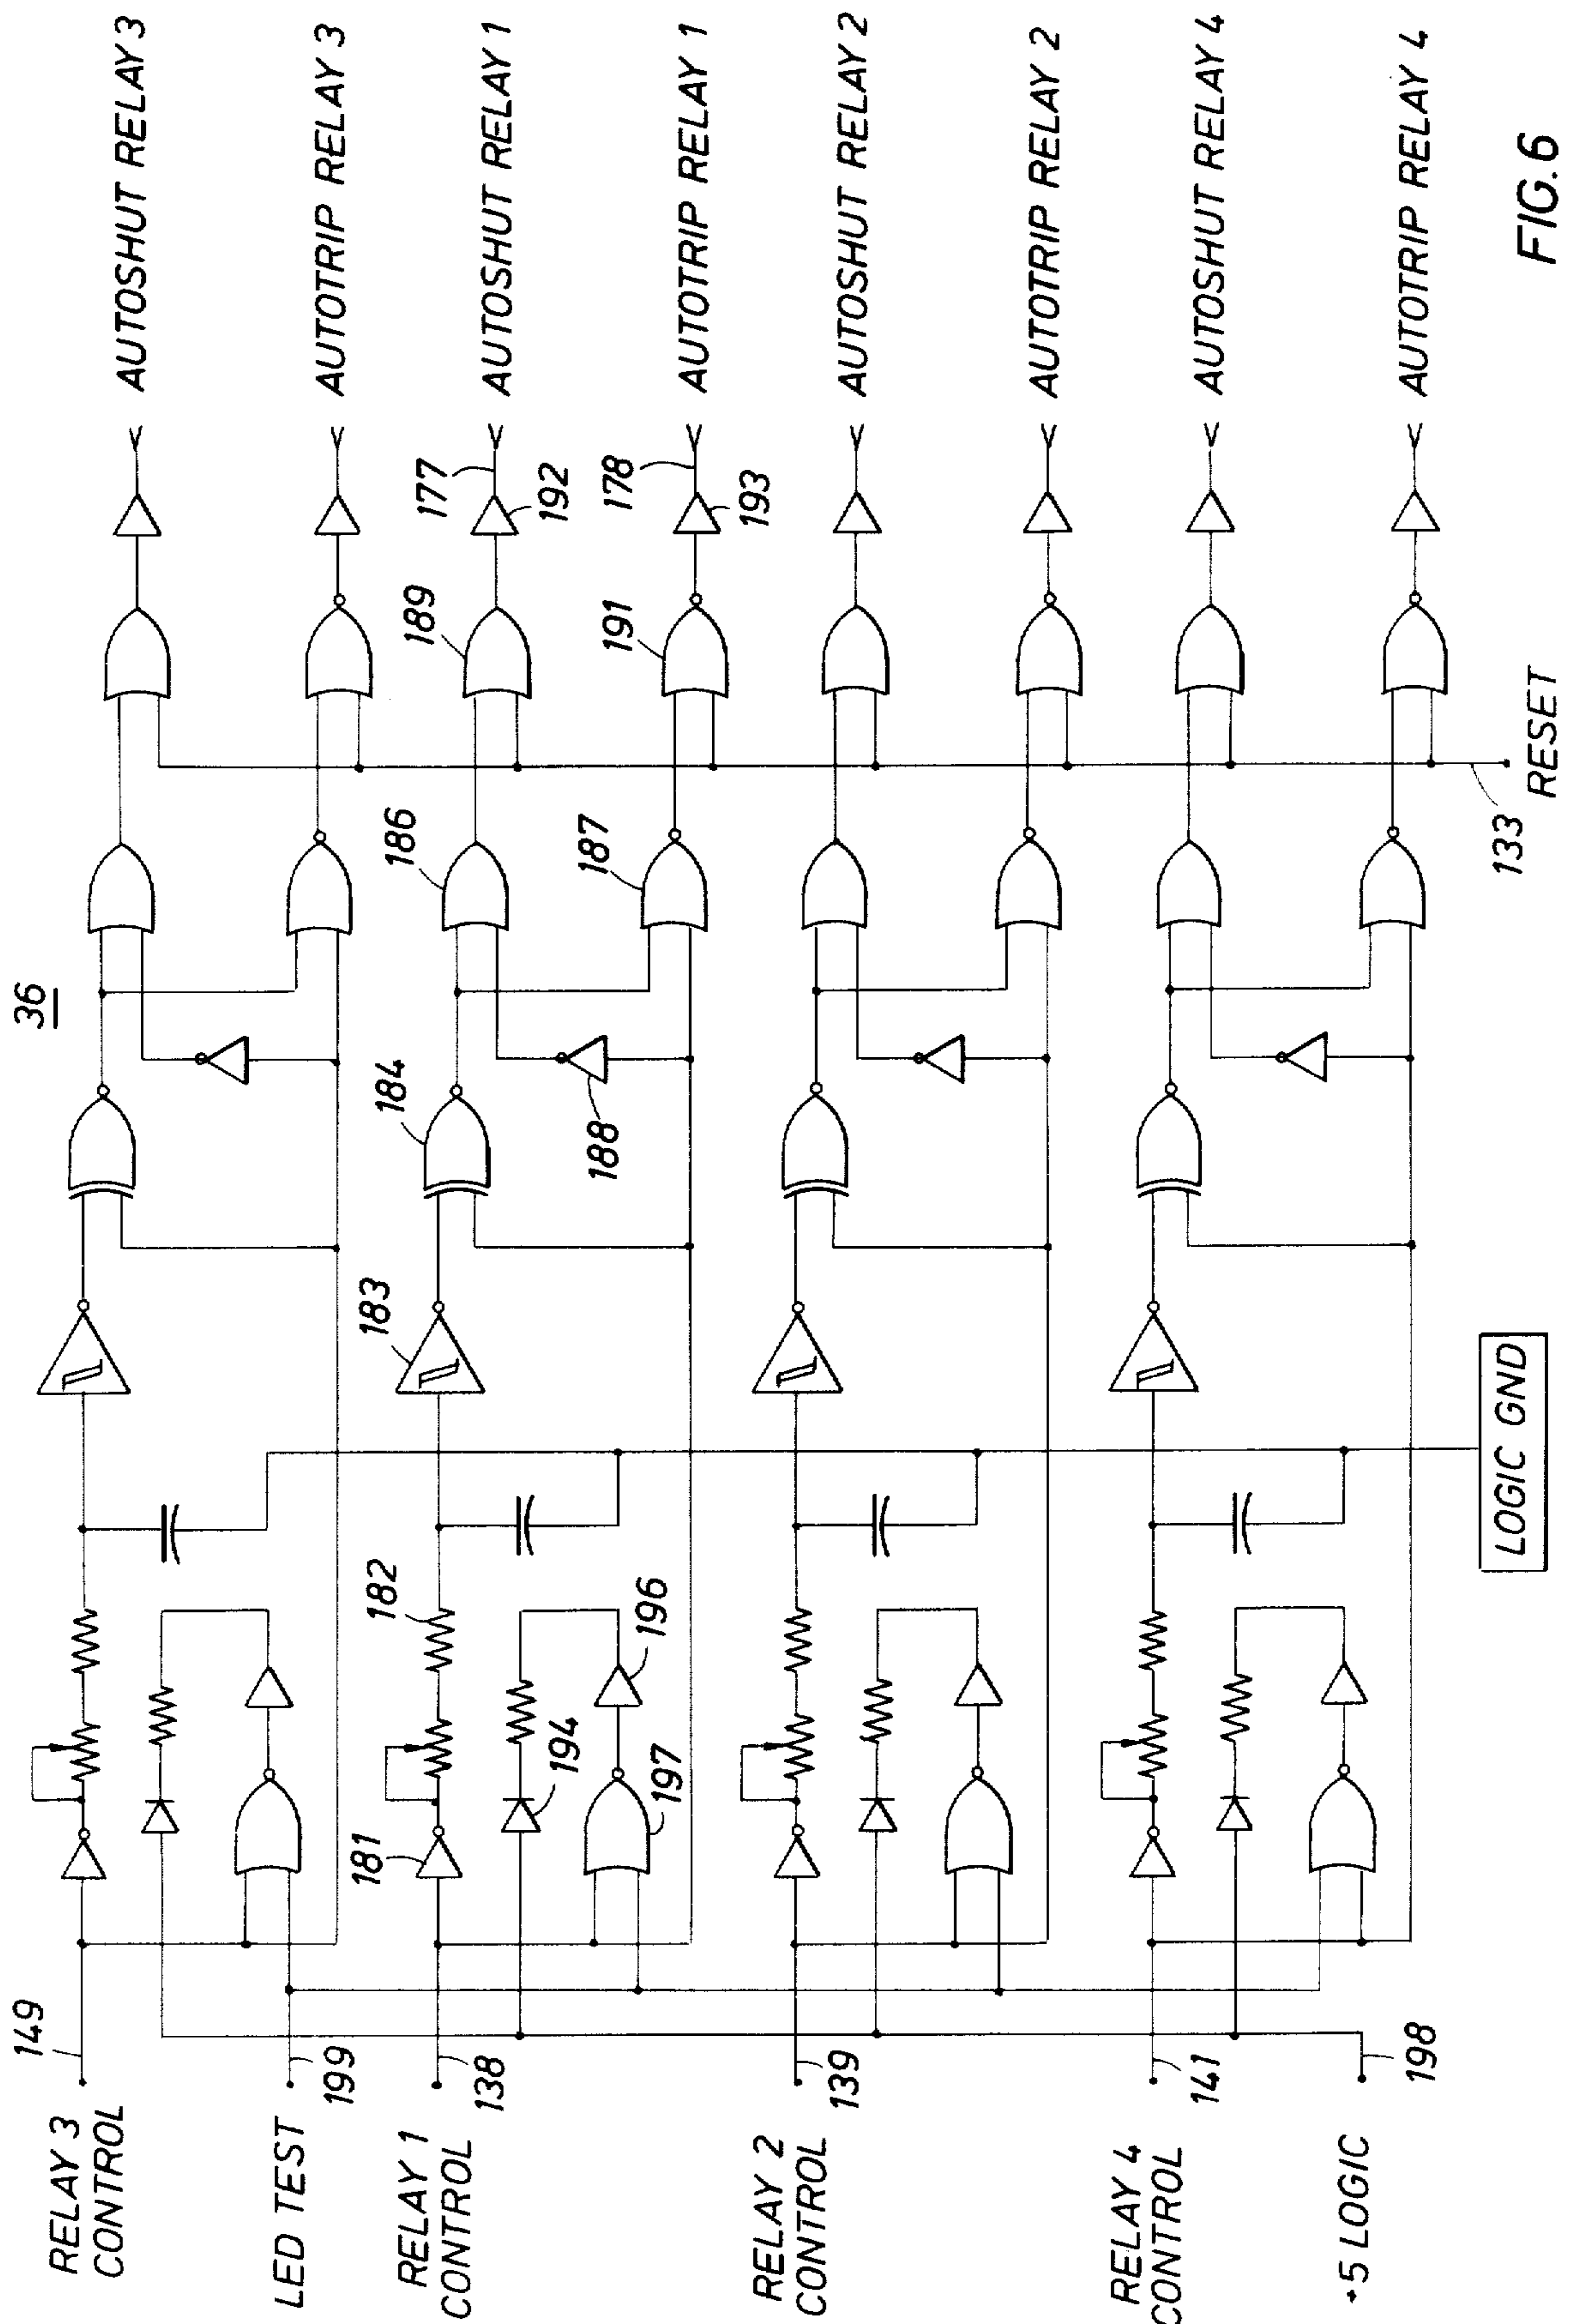 36
RELAY 3
CONTROL
149
LED TEST
199
RELAY 1
CONTROL
138
RELAY 2
CONTROL
139
RELAY 4
CONTROL
141
+5 LOGIC
198
181
182
183
184
186
187
188
189
191
177
192
178
193
194
196
197
LOGIC GND
133
RESET
AUTOSHUT RELAY 3
AUTOTRIP RELAY 3
AUTOSHUT RELAY 1
AUTOTRIP RELAY 1
AUTOSHUT RELAY 2
AUTOTRIP RELAY 2
AUTOSHUT RELAY 4
AUTOTRIP RELAY 4
FIG. 6